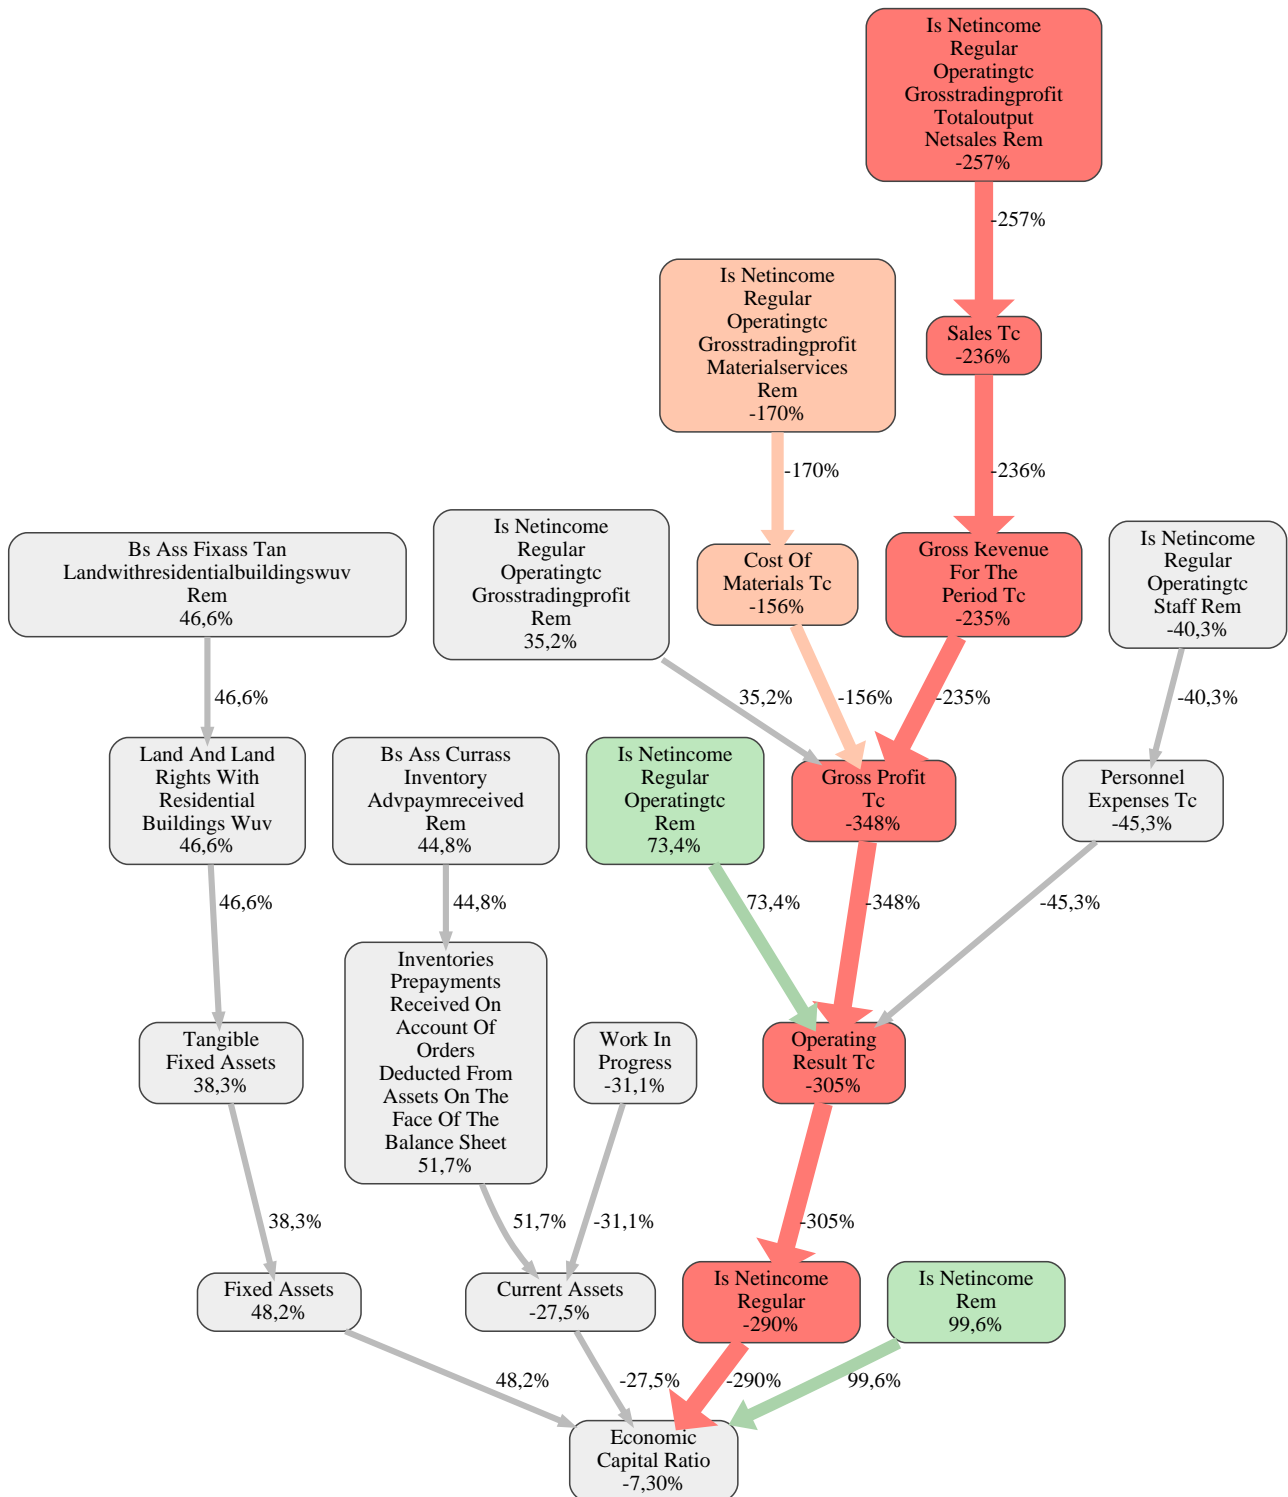 Is Netincome
Regular
Operatingtc
Grosstradingprofit
Totaloutput
Netsales Rem
-257%
-257%
Is Netincome
Regular
Operatingtc
Grosstradingprofit
Materialservices
Rem
-170%
Sales Tc
-236%
-170%
-236%
Bs Ass Fixass Tan
Landwithresidentialbuildingswuv
Rem
46,6%
Is Netincome
Regular
Operatingtc
Grosstradingprofit
Rem
35,2%
Cost Of
Materials Tc
-156%
Gross Revenue
For The
Period Tc
-235%
Is Netincome
Regular
Operatingtc
Staff Rem
-40,3%
46,6%
35,2%
-156%
-235%
-40,3%
Land And Land
Rights With
Residential
Buildings Wuv
46,6%
Bs Ass Currass
Inventory
Advpaymreceived
Rem
44,8%
Is Netincome
Regular
Operatingtc
Rem
73,4%
Gross Profit
Tc
-348%
Personnel
Expenses Tc
-45,3%
46,6%
44,8%
73,4%
-348%
-45,3%
Tangible
Fixed Assets
38,3%
Inventories
Prepayments
Received On
Account Of
Orders
Deducted From
Assets On The
Face Of The
Balance Sheet
51,7%
Work In
Progress
-31,1%
Operating
Result Tc
-305%
38,3%
51,7%
-31,1%
-305%
Fixed Assets
48,2%
Current Assets
-27,5%
Is Netincome
Regular
-290%
Is Netincome
Rem
99,6%
48,2%
-27,5%
-290%
99,6%
Economic
Capital Ratio
-7,30%